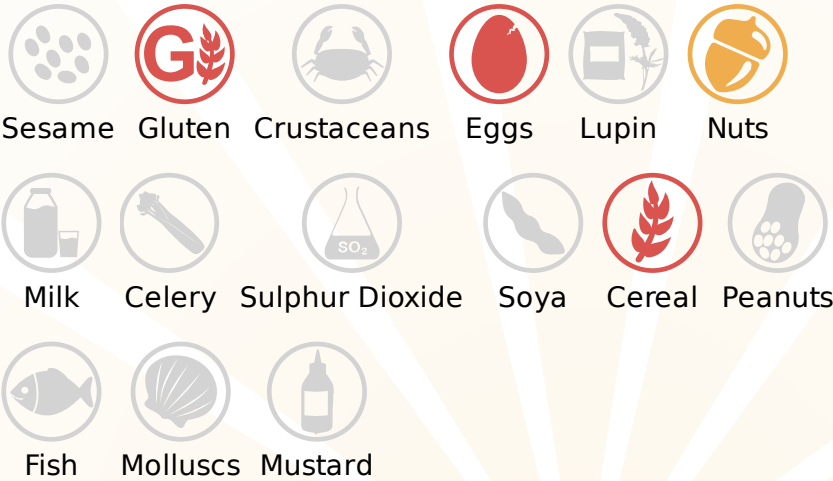 G
Sesame Gluten Crustaceans Eggs Lupin Nuts
SO₂
Milk Celery Sulphur Dioxide Soya Cereal Peanuts
Fish Molluscs Mustard